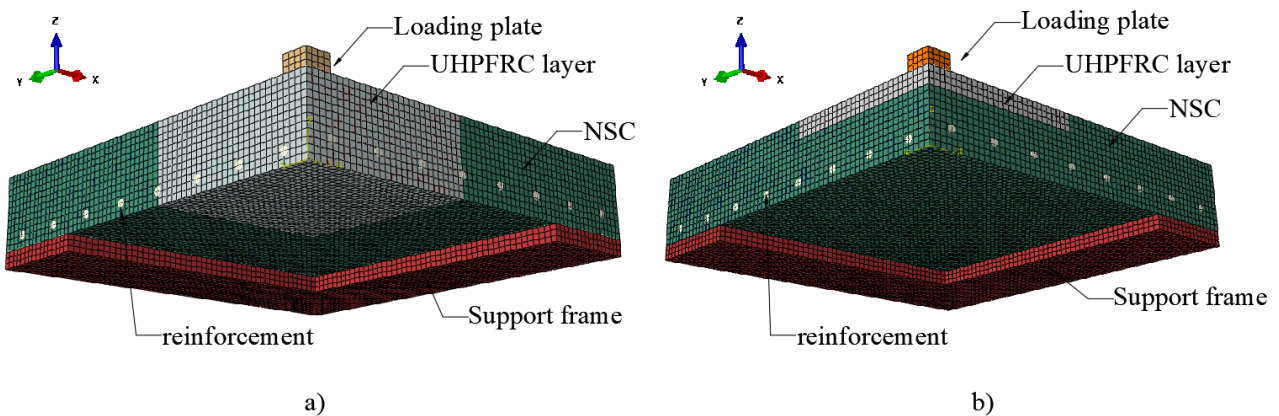 Z
Y
X
Loading plate
UHPFRC layer
NSC
reinforcement
Support frame
a)
Z
Y
X
Loading plate
UHPFRC layer
NSC
Support frame
reinforcement
b)